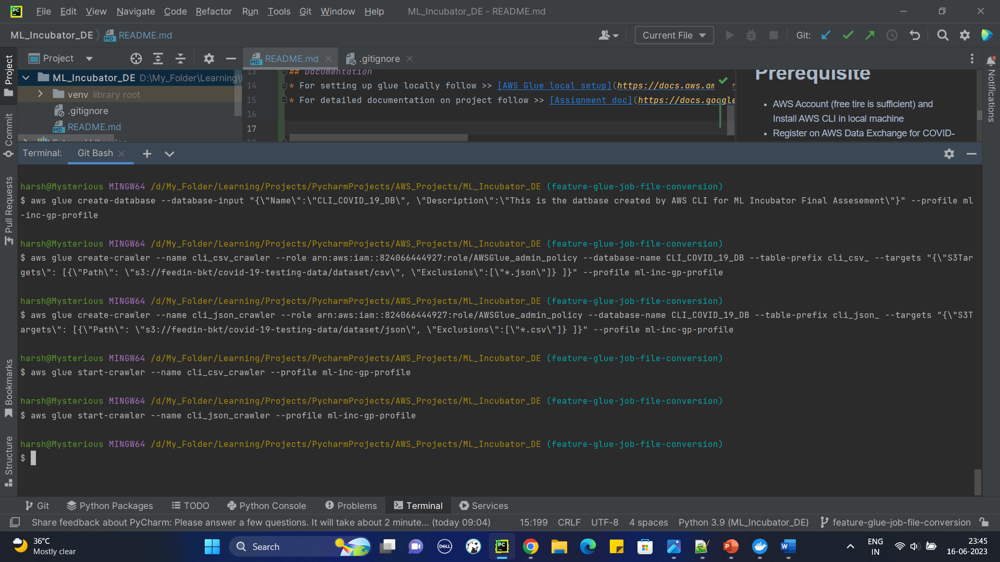 File Edit View Navigate Code Refactor Run Tools Git Window Help ML_Incubator_DE - README.md
ML_Incubator_DE README.md Current File Git:
Project README.md .gitignore
ML_Incubator_DE D:\My_Folder\Learning\
venv library root
.gitignore
README.md
13 ## Documentation
14 * For setting up glue locally follow >> [AWS Glue local setup](https://docs.aws.am
15 * For detailed documentation on project follow >> [Assignment doc](https://docs.google
16
17
Prerequisite
• AWS Account (free tire is sufficient) and
Install AWS CLI in local machine
• Register on AWS Data Exchange for COVID-
Project
Commit
Pull Requests
Bookmarks
Structure
Notifications
Terminal: Git Bash
harsh@Mysterious MINGW64 /d/My_Folder/Learning/Projects/PycharmProjects/AWS_Projects/ML_Incubator_DE (feature-glue-job-file-conversion)
$ aws glue create-database --database-input "{\"Name\":\"CLI_COVID_19_DB\", \"Description\":\"This is the datbase created by AWS CLI for ML Incubator Final Assesement\"}" --profile ml
-inc-gp-profile
harsh@Mysterious MINGW64 /d/My_Folder/Learning/Projects/PycharmProjects/AWS_Projects/ML_Incubator_DE (feature-glue-job-file-conversion)
$ aws glue create-crawler --name cli_csv_crawler --role arn:aws:iam::824066444927:role/AWSGlue_admin_policy --database-name CLI_COVID_19_DB --table-prefix cli_csv_ --targets "{\"S3Tar
gets\": [{\"Path\": \"s3://feedin-bkt/covid-19-testing-data/dataset/csv\", \"Exclusions\":[\"*.json\"]} ]}" --profile ml-inc-gp-profile
harsh@Mysterious MINGW64 /d/My_Folder/Learning/Projects/PycharmProjects/AWS_Projects/ML_Incubator_DE (feature-glue-job-file-conversion)
$ aws glue create-crawler --name cli_json_crawler --role arn:aws:iam::824066444927:role/AWSGlue_admin_policy --database-name CLI_COVID_19_DB --table-prefix cli_json_ --targets "{\"S3T
argets\": [{\"Path\": \"s3://feedin-bkt/covid-19-testing-data/dataset/json\", \"Exclusions\":[\"*.csv\"]} ]}" --profile ml-inc-gp-profile
harsh@Mysterious MINGW64 /d/My_Folder/Learning/Projects/PycharmProjects/AWS_Projects/ML_Incubator_DE (feature-glue-job-file-conversion)
$ aws glue start-crawler --name cli_csv_crawler --profile ml-inc-gp-profile
harsh@Mysterious MINGW64 /d/My_Folder/Learning/Projects/PycharmProjects/AWS_Projects/ML_Incubator_DE (feature-glue-job-file-conversion)
$ aws glue start-crawler --name cli_json_crawler --profile ml-inc-gp-profile
harsh@Mysterious MINGW64 /d/My_Folder/Learning/Projects/PycharmProjects/AWS_Projects/ML_Incubator_DE (feature-glue-job-file-conversion)
$
Git Python Packages TODO Python Console Problems Terminal Services
Share feedback about PyCharm: Please answer a few questions. It will take about 2 minute... (today 09:04) 15:199 CRLF UTF-8 4 spaces Python 3.9 (ML_Incubator_DE) feature-glue-job-file-conversion
36°C
Mostly clear
Search
ENG
IN
23:45
16-06-2023